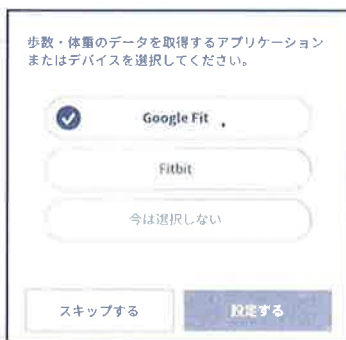 歩数・体重のデータを取得するアプリケーション
またはデバイスを選択してください。
Google Fit
Fitbit
今は選択しない
スキップする
設定する